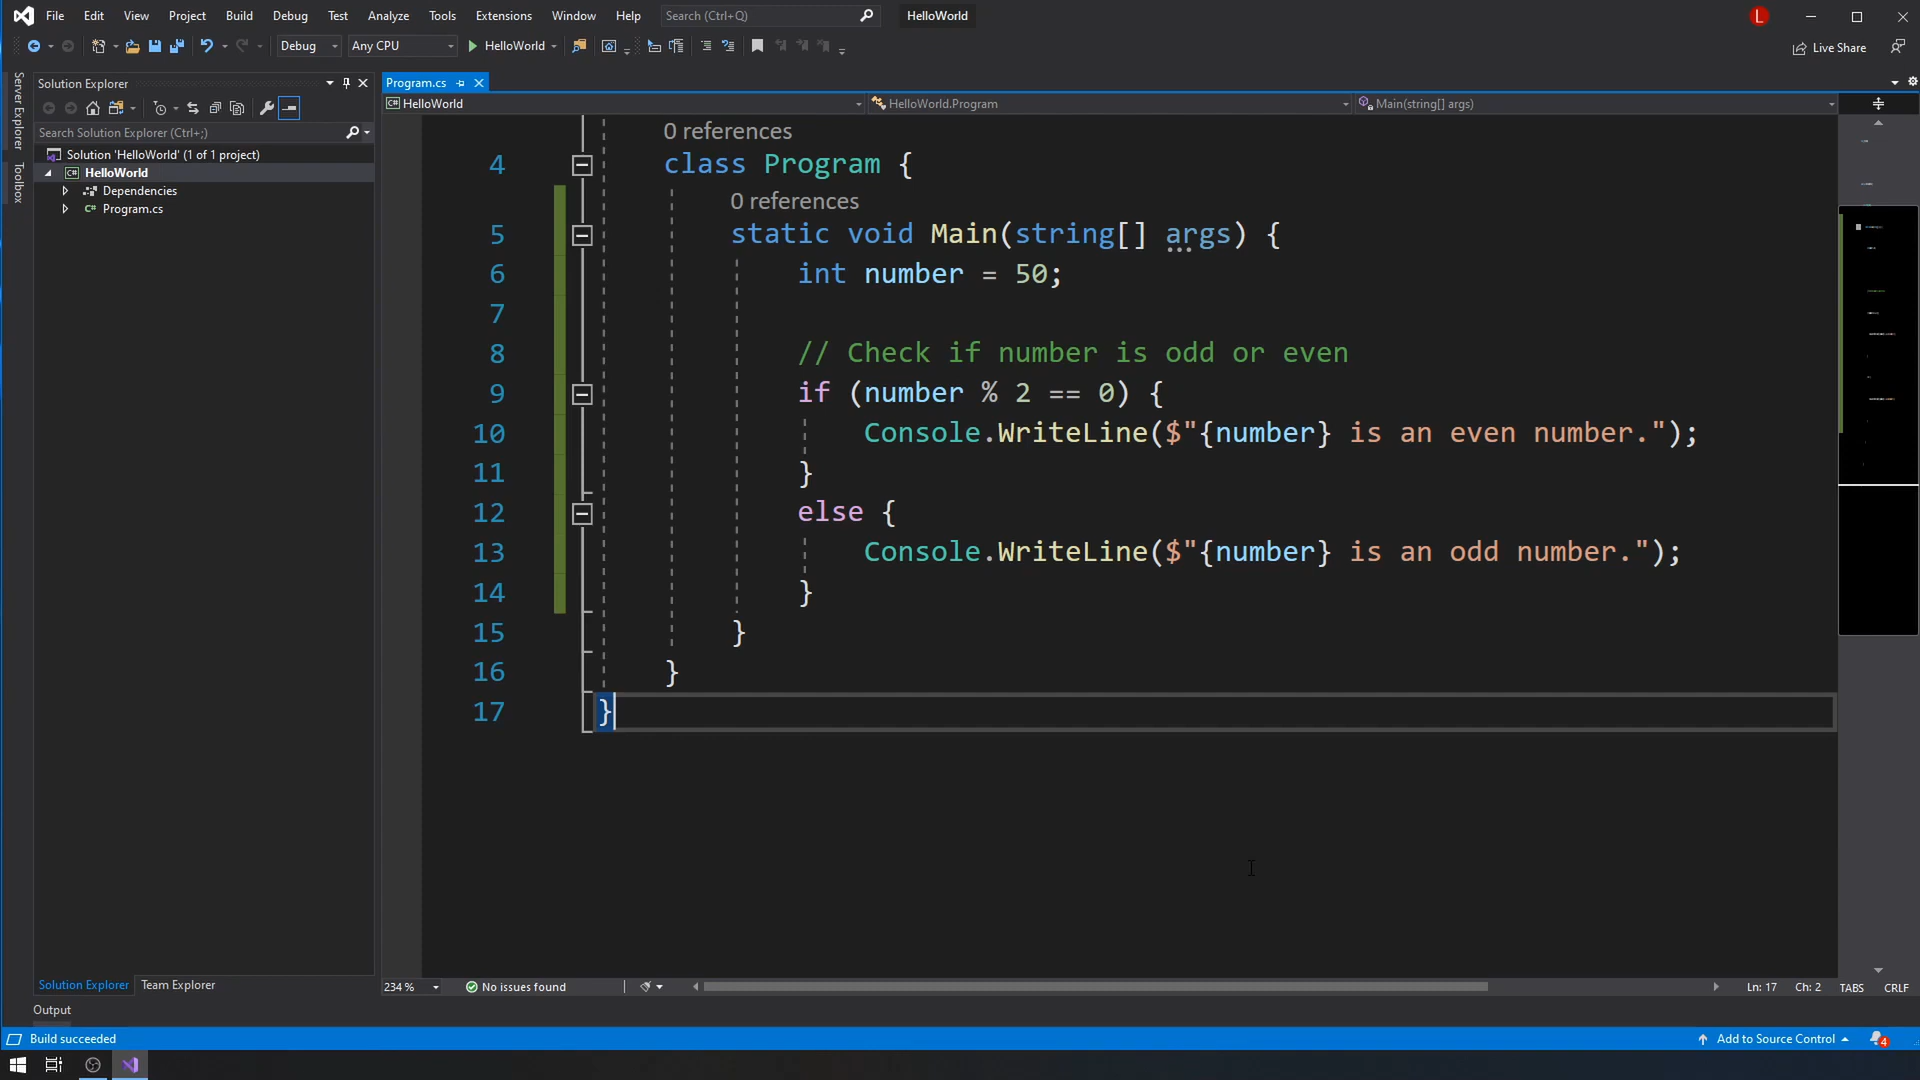 File Edit View Project Build Debug Test Analyze Tools Extensions Window Help Search (Ctrl+Q) HelloWorld L
Debug Any CPU HelloWorld Live Share
Server Explorer
Toolbox
Solution Explorer
Search Solution Explorer (Ctrl+;)
Solution 'HelloWorld' (1 of 1 project)
HelloWorld
Dependencies
C# Program.cs
Solution Explorer Team Explorer
Program.cs
C# HelloWorld HelloWorld.Program Main(string[] args)
0 references
4 class Program {
0 references
5 static void Main(string[] args) {
6 int number = 50;
7
8 // Check if number is odd or even
9 if (number % 2 == 0) {
10 Console.WriteLine($"{number} is an even number.");
11 }
12 else {
13 Console.WriteLine($"{number} is an odd number.");
14 }
15 }
16 }
17 }
234 % No issues found Ln: 17 Ch: 2 TABS CRLF
Output
Build succeeded Add to Source Control 4